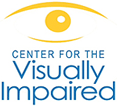 CENTER FOR THE
Visually
Impaired